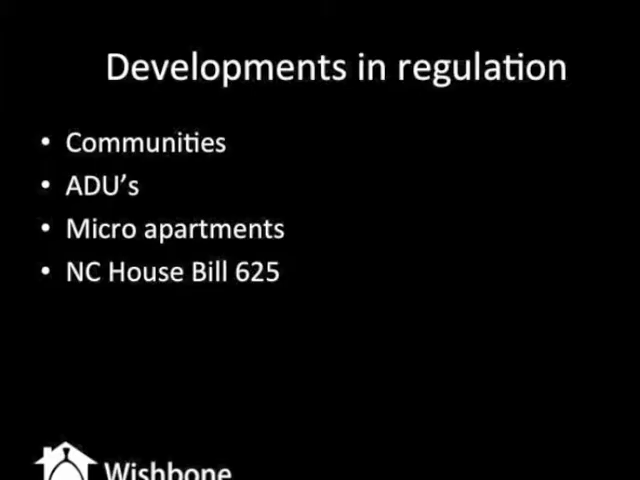 Developments in regulation
• Communities
• ADU's
• Micro apartments
• NC House Bill 625
Wishbone